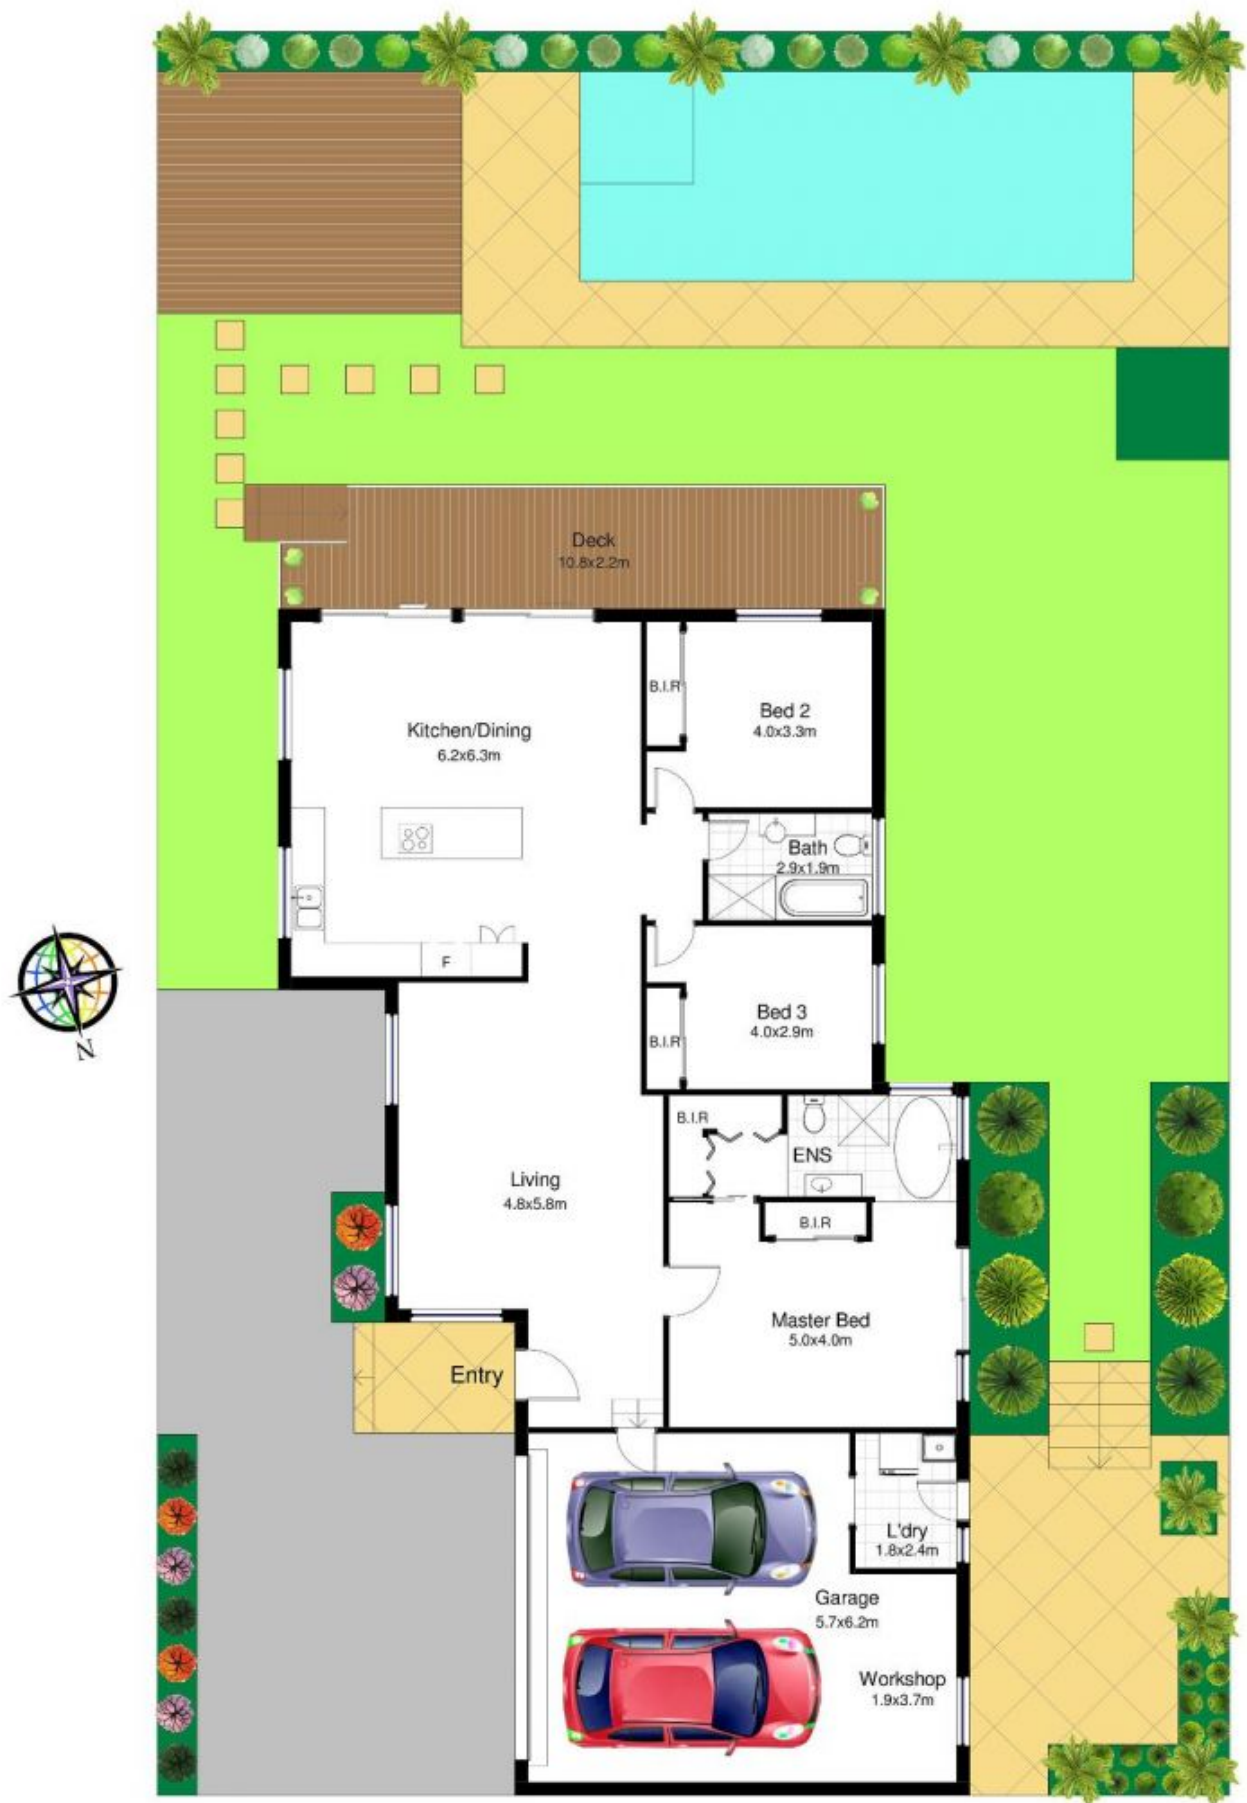 Deck
10.8x2.2m
B.I.R
Bed 2
4.0x3.3m
Kitchen/Dining
6.2x6.3m
Bath
2.9x1.9m
F
N
Bed 3
4.0x2.9m
B.I.R
B.I.R
ENS
Living
4.8x5.8m
B.I.R
Master Bed
5.0x4.0m
Entry
L'dry
1.8x2.4m
Garage
5.7x6.2m
Workshop
1.9x3.7m